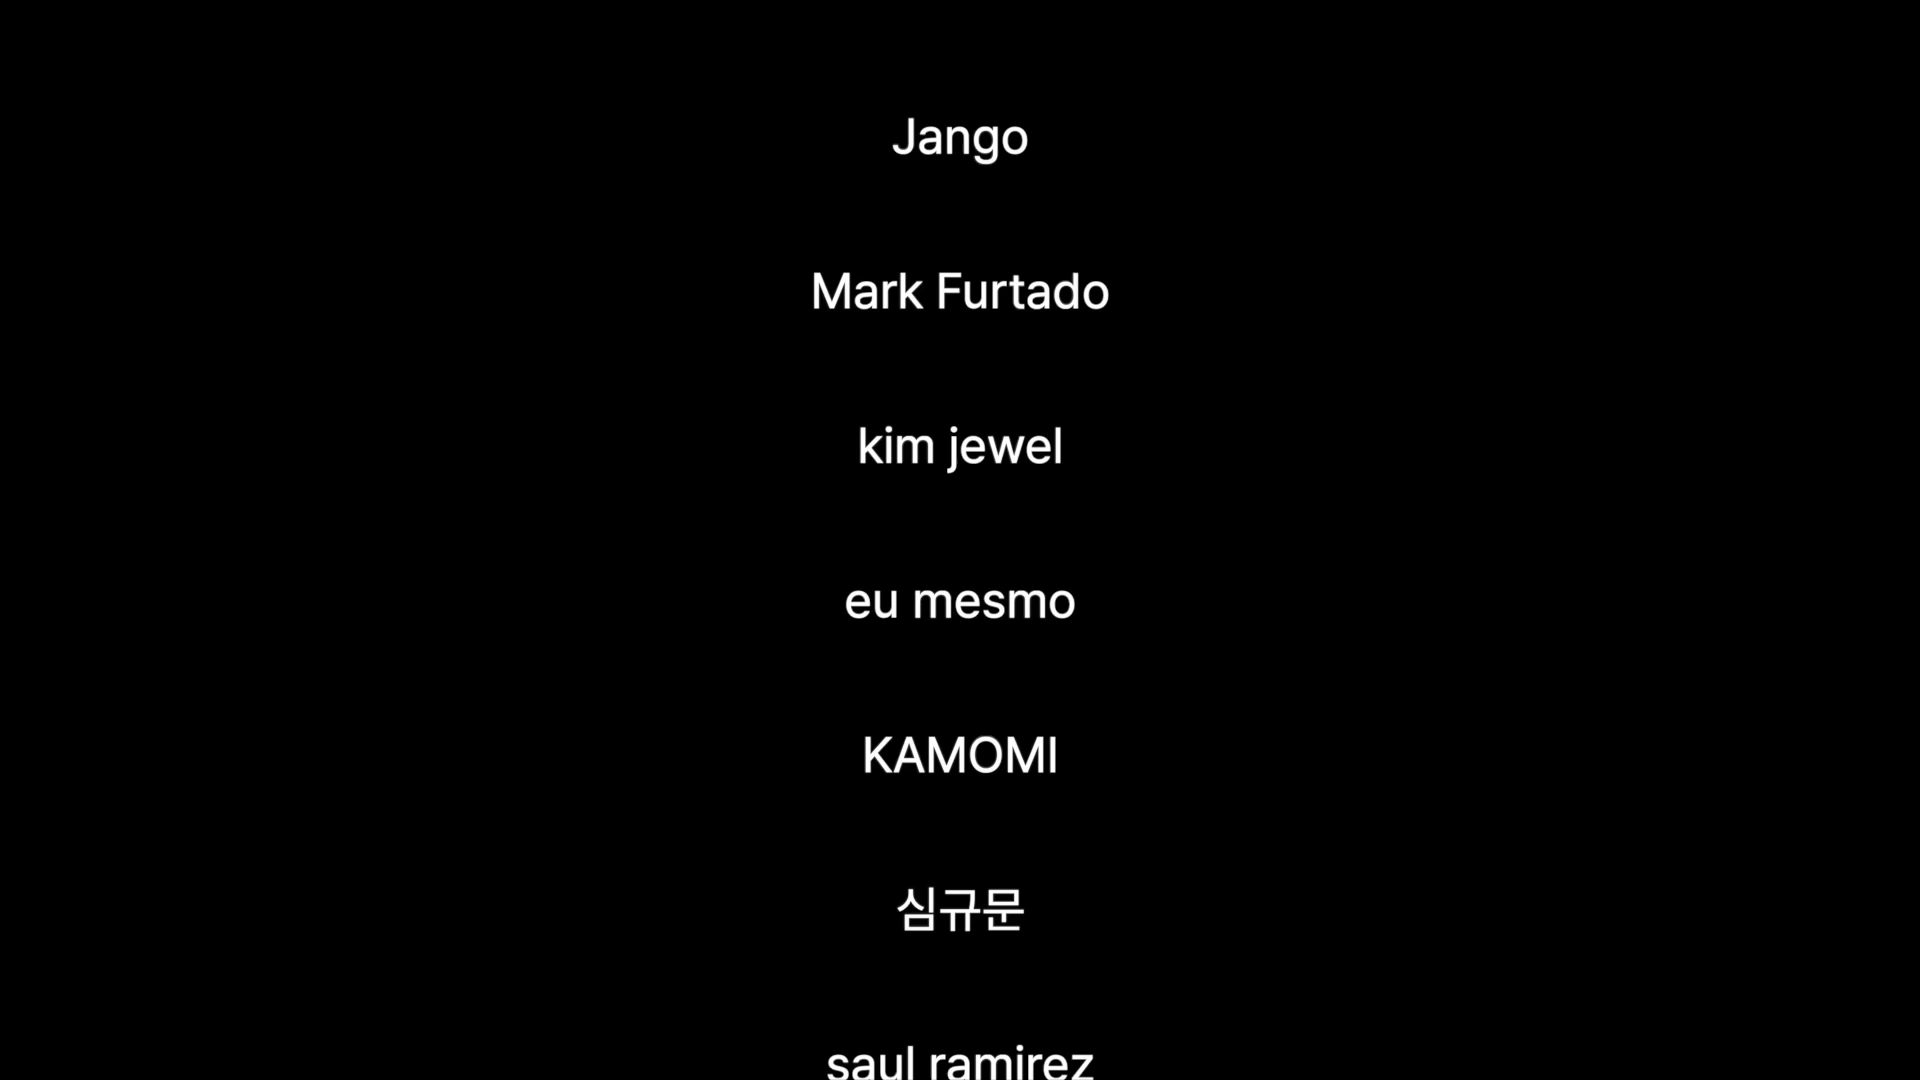 Jango
Mark Furtado
kim jewel
eu mesmo
KAMOMI
심규문
saul ramirez